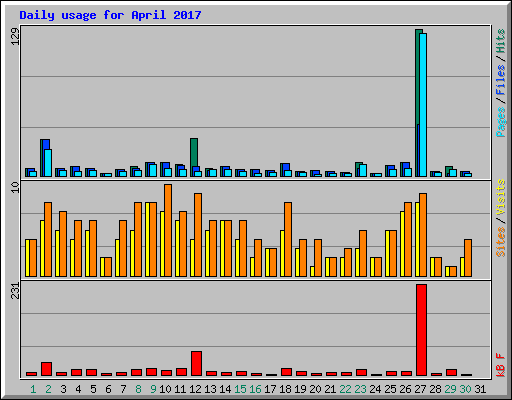 Daily usage for April 2017
129
Pages / Files / Hits
10
Sites / Visits
231
kB F
1 2 3 4 5 6 7 8 9 10 11 12 13 14 15 16 17 18 19 20 21 22 23 24 25 26 27 28 29 30 31